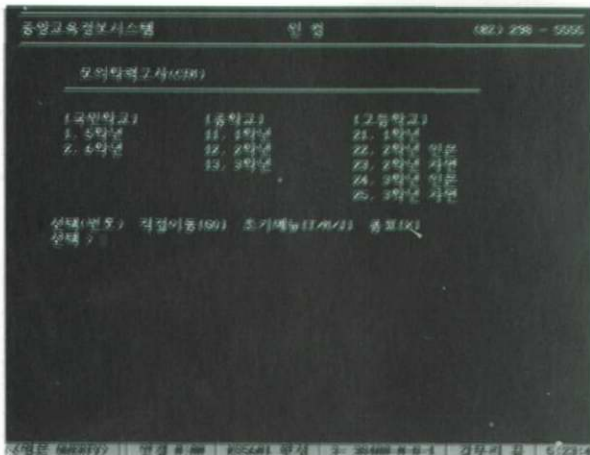 중앙교육정보시스템 (02) 298 - 5555
모의학력고사(CBE)
[국민학교] [중학교] [고등학교]
1. 5학년 11. 1학년 21. 1학년
2. 6학년 12. 2학년 22. 2학년 인문
13. 3학년 23. 2학년 자연
24. 3학년 인문
25. 3학년 자연
선택(번호) 직접이동(GO) 초기메뉴(T/M/1) 종료(X)
선택 >